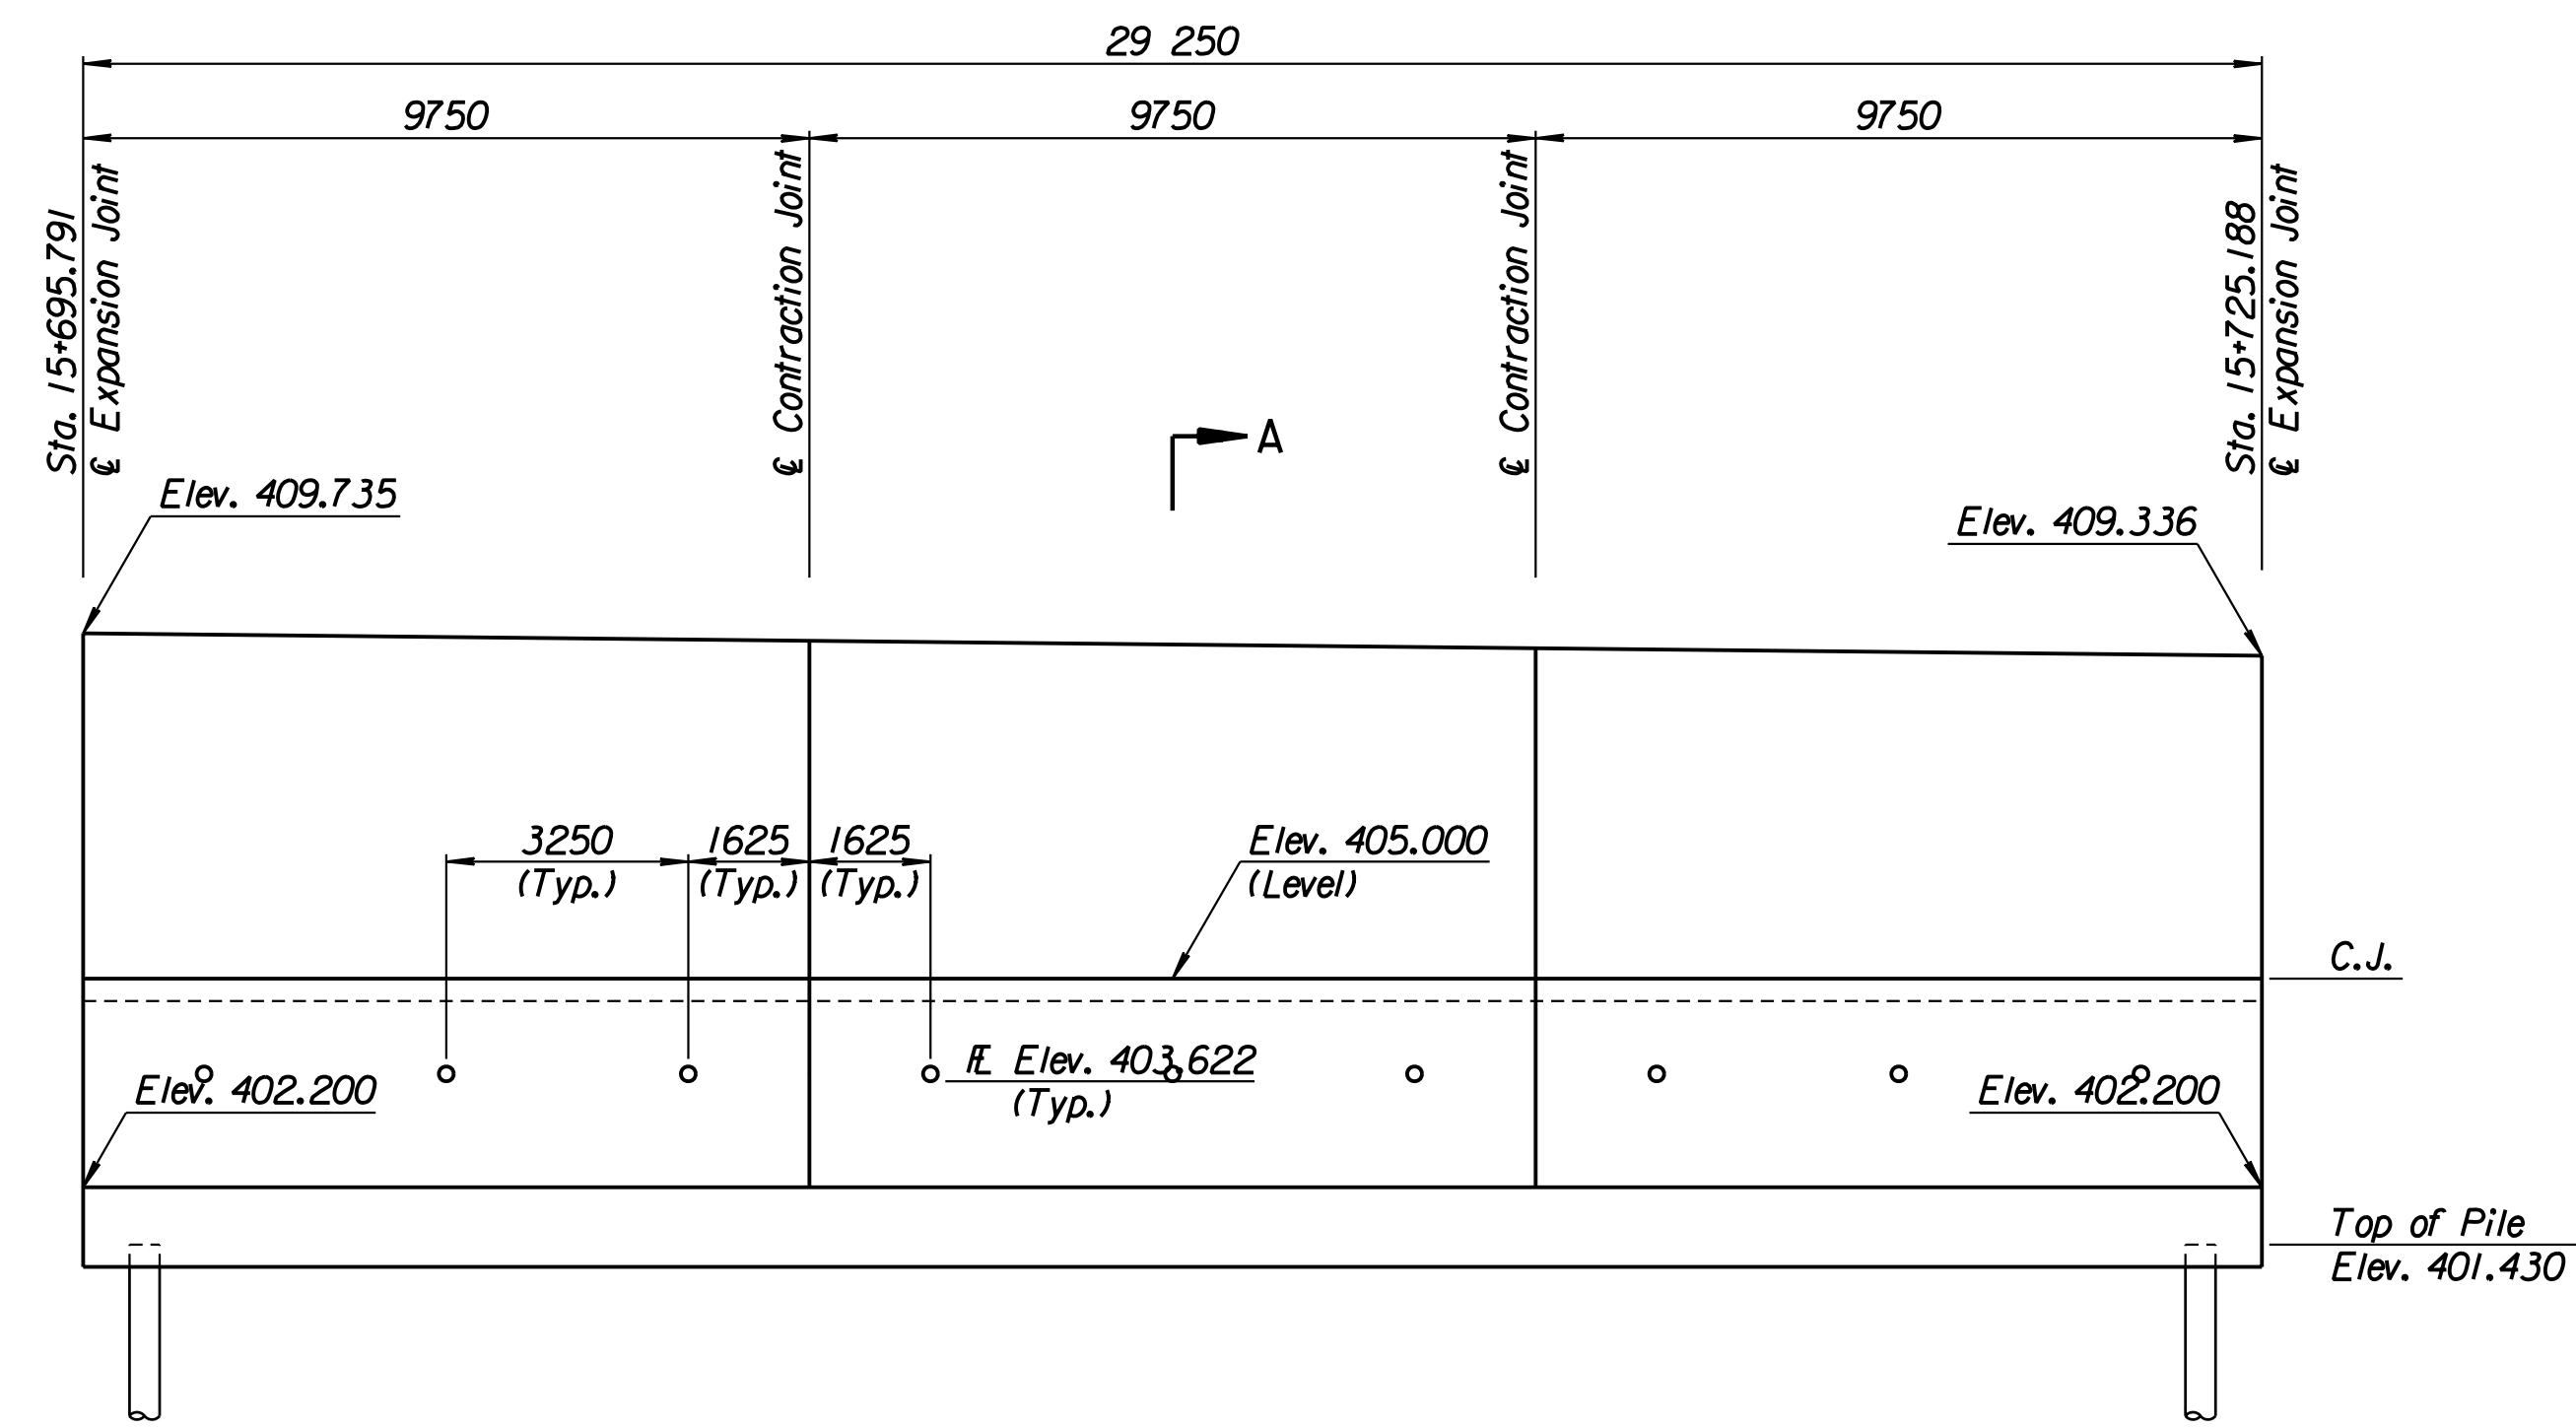 29 250
9750
9750
9750
Sta. 15+695.791
℄ Expansion Joint
℄ Contraction Joint
℄ Contraction Joint
Sta. 15+725.188
℄ Expansion Joint
A
Elev. 409.735
Elev. 409.336
3250
(Typ.)
1625
(Typ.)
1625
(Typ.)
Elev. 405.000
(Level)
C.J.
Æ Elev. 403.622
(Typ.)
Elev. 402.200
Elev. 402.200
Top of Pile
Elev. 401.430